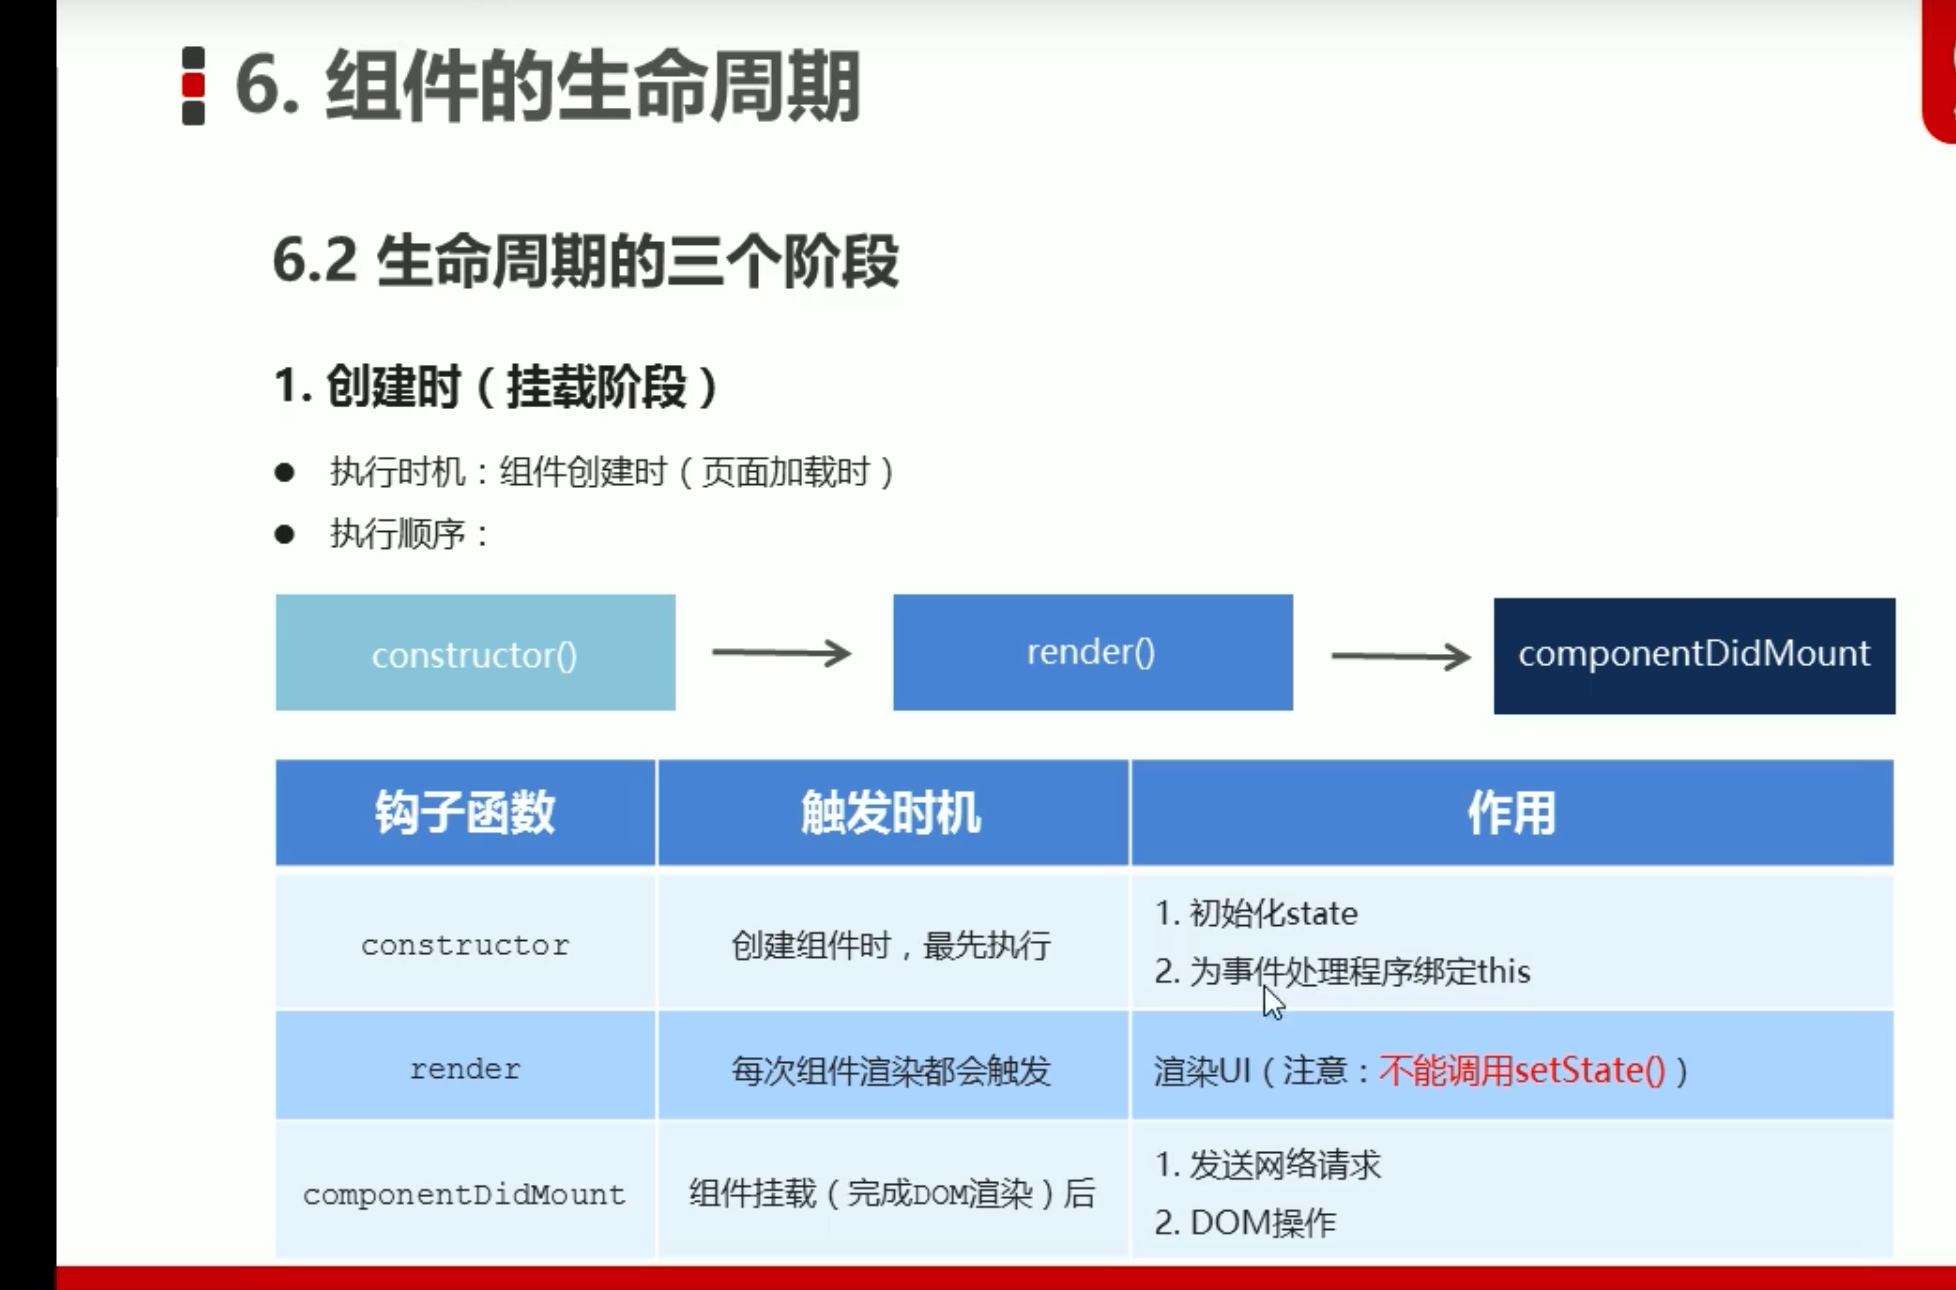 6. 组件的生命周期
6.2 生命周期的三个阶段
1. 创建时（挂载阶段）
● 执行时机：组件创建时（页面加载时）
● 执行顺序：
constructor() render() componentDidMount
钩子函数 触发时机 作用
constructor 创建组件时，最先执行 1. 初始化state
2. 为事件处理程序绑定this
render 每次组件渲染都会触发 渲染UI（注意：不能调用setState()）
componentDidMount 组件挂载（完成DOM渲染）后 1. 发送网络请求
2. DOM操作